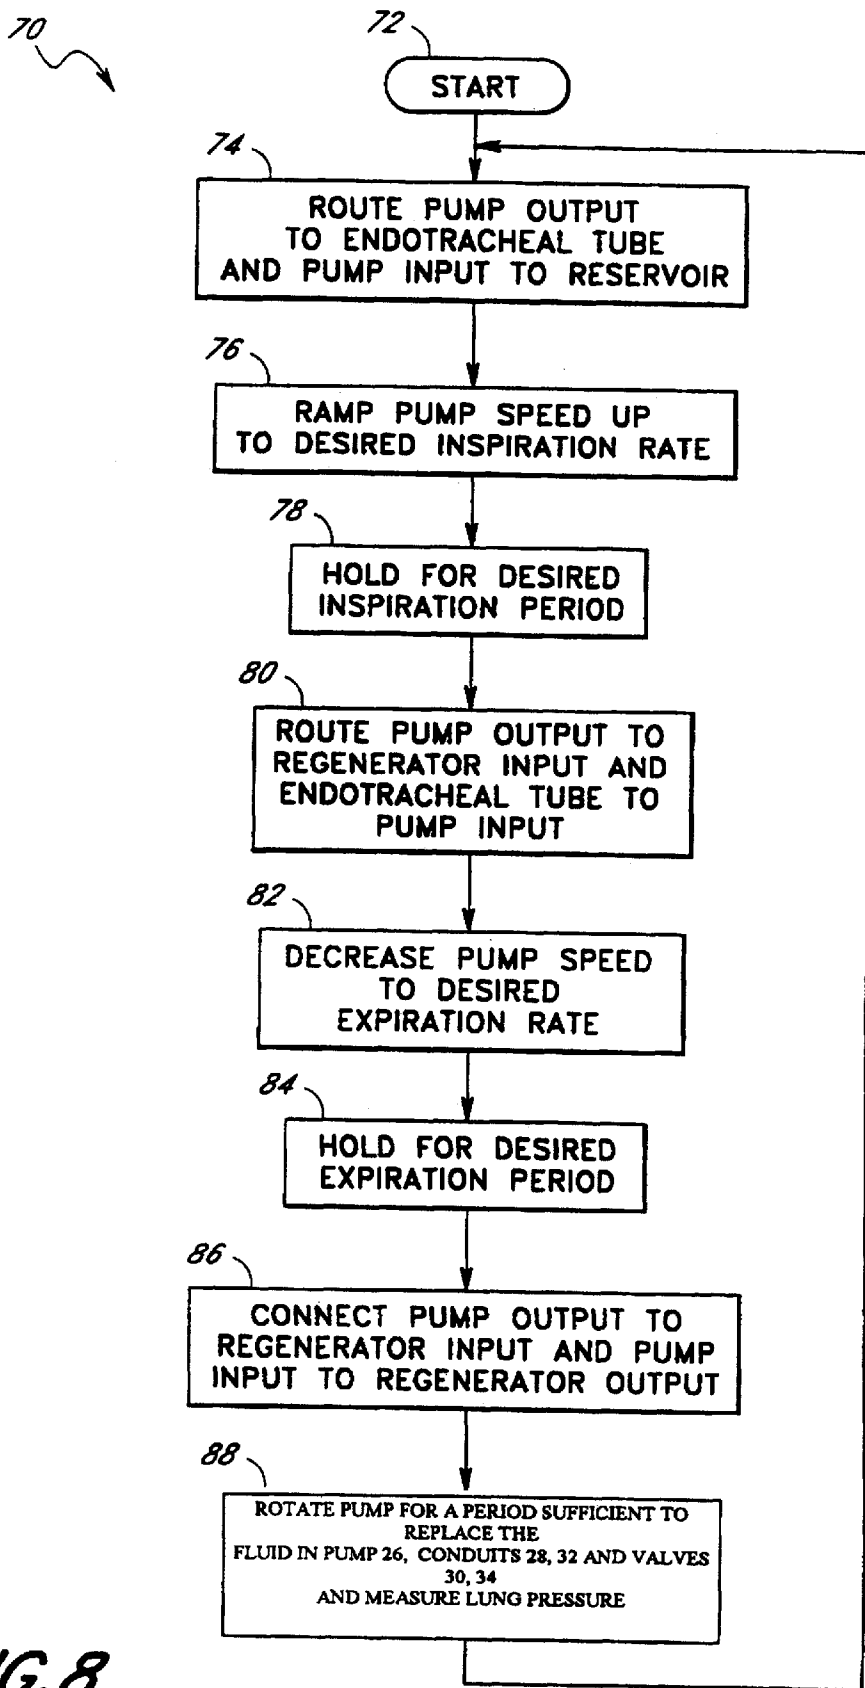 70
72
START
74
ROUTE PUMP OUTPUT
TO ENDOTRACHEAL TUBE
AND PUMP INPUT TO RESERVOIR
76
RAMP PUMP SPEED UP
TO DESIRED INSPIRATION RATE
78
HOLD FOR DESIRED
INSPIRATION PERIOD
80
ROUTE PUMP OUTPUT TO
REGENERATOR INPUT AND
ENDOTRACHEAL TUBE TO
PUMP INPUT
82
DECREASE PUMP SPEED
TO DESIRED
EXPIRATION RATE
84
HOLD FOR DESIRED
EXPIRATION PERIOD
86
CONNECT PUMP OUTPUT TO
REGENERATOR INPUT AND PUMP
INPUT TO REGENERATOR OUTPUT
88
ROTATE PUMP FOR A PERIOD SUFFICIENT TO
REPLACE THE
FLUID IN PUMP 26, CONDUITS 28, 32 AND VALVES
30, 34
AND MEASURE LUNG PRESSURE
G.8